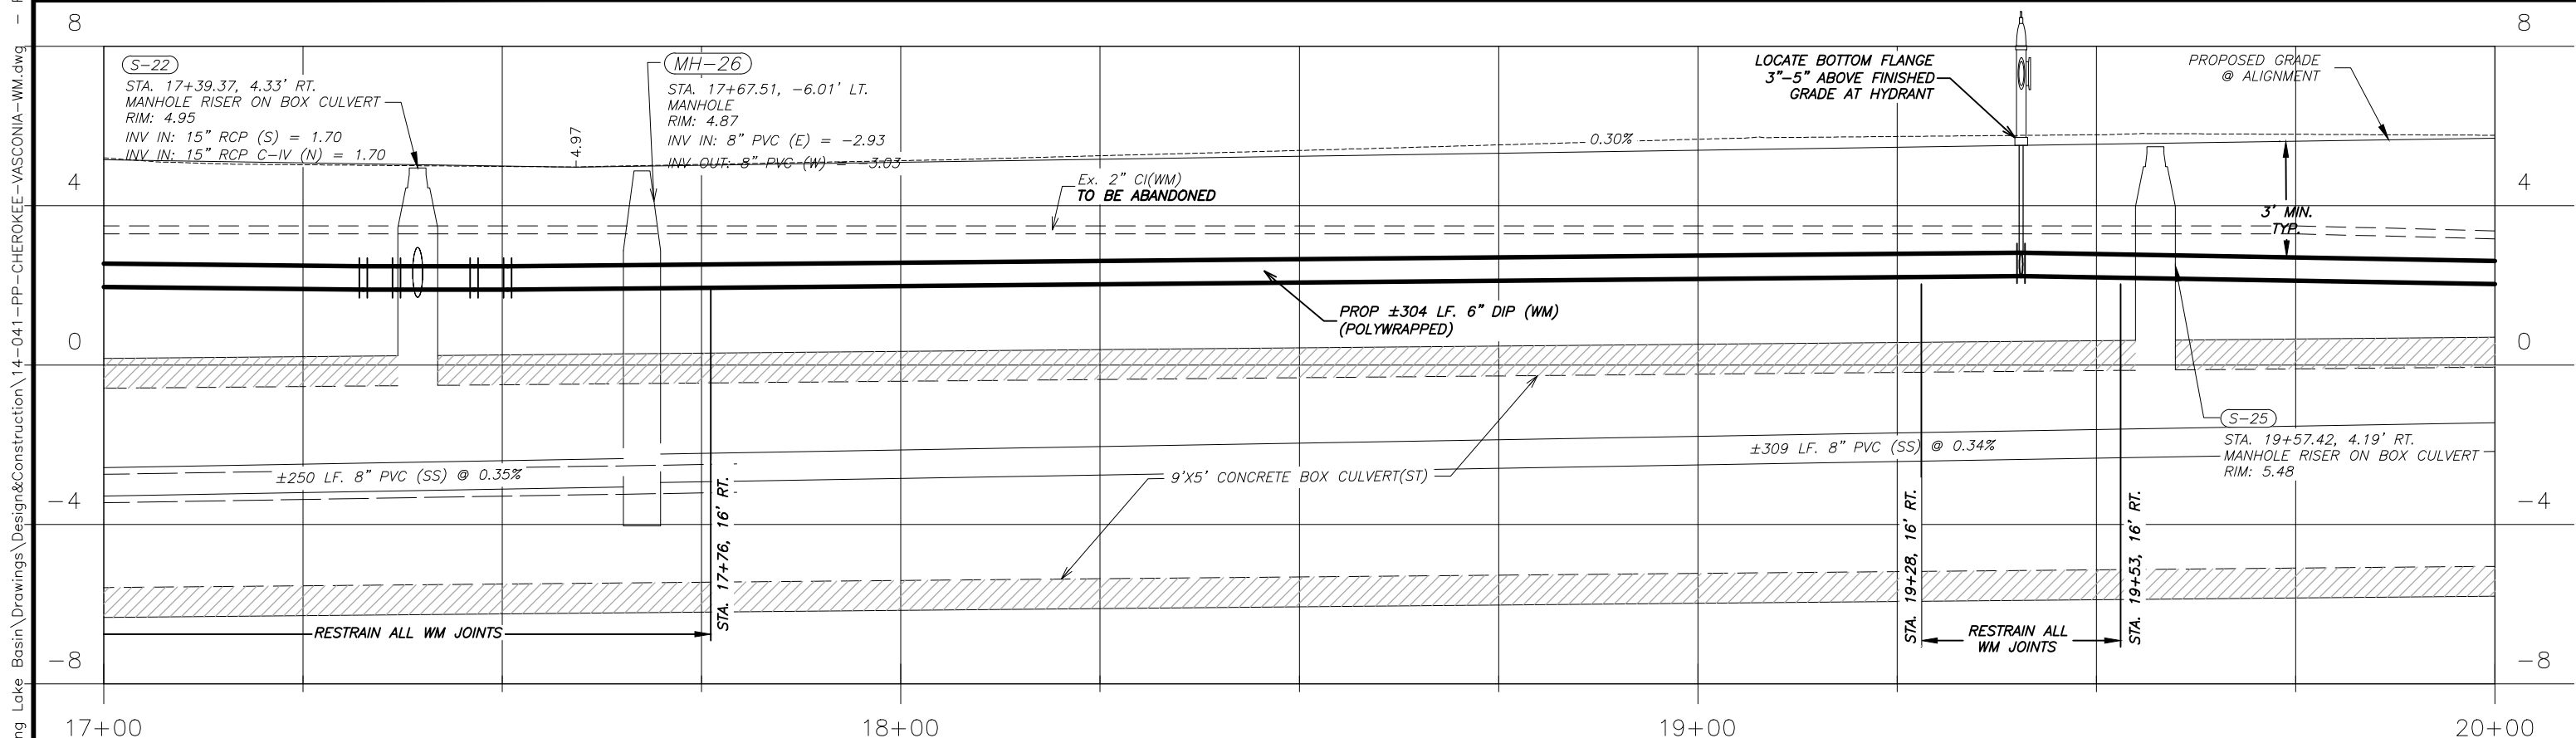 ng Lake Basin\Drawings\Design&Construction\14-041-PP-CHEROKEE-VASCONIA-WM.dwg
8
8
S-22
STA. 17+39.37, 4.33' RT.
MANHOLE RISER ON BOX CULVERT
RIM: 4.95
INV IN: 15" RCP (S) = 1.70
INV IN: 15" RCP C-IV (N) = 1.70
4.97
MH-26
STA. 17+67.51, -6.01' LT.
MANHOLE
RIM: 4.87
INV IN: 8" PVC (E) = -2.93
INV OUT: 8" PVC (W) = -3.03
LOCATE BOTTOM FLANGE
3"-5" ABOVE FINISHED
GRADE AT HYDRANT
PROPOSED GRADE
@ ALIGNMENT
0.30%
4
4
Ex. 2" CI(WM)
TO BE ABANDONED
3' MIN.
TYP.
PROP ±304 LF. 6" DIP (WM)
(POLYWRAPPED)
0
0
S-25
STA. 19+57.42, 4.19' RT.
MANHOLE RISER ON BOX CULVERT
RIM: 5.48
±250 LF. 8" PVC (SS) @ 0.35%
9'X5' CONCRETE BOX CULVERT(ST)
±309 LF. 8" PVC (SS) @ 0.34%
-4
-4
STA. 17+76, 16' RT.
STA. 19+28, 16' RT.
STA. 19+53, 16' RT.
RESTRAIN ALL WM JOINTS
RESTRAIN ALL
WM JOINTS
-8
-8
17+00
18+00
19+00
20+00